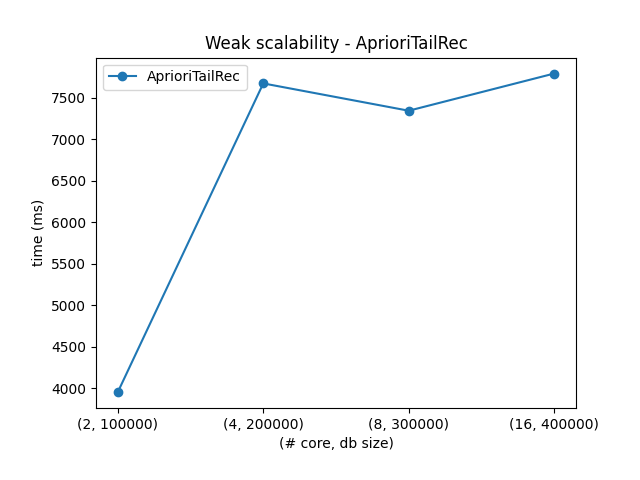 Weak scalability - AprioriTailRec
AprioriTailRec
time (ms)
7500
7000
6500
6000
5500
5000
4500
4000
(2, 100000) (4, 200000) (8, 300000) (16, 400000)
(# core, db size)